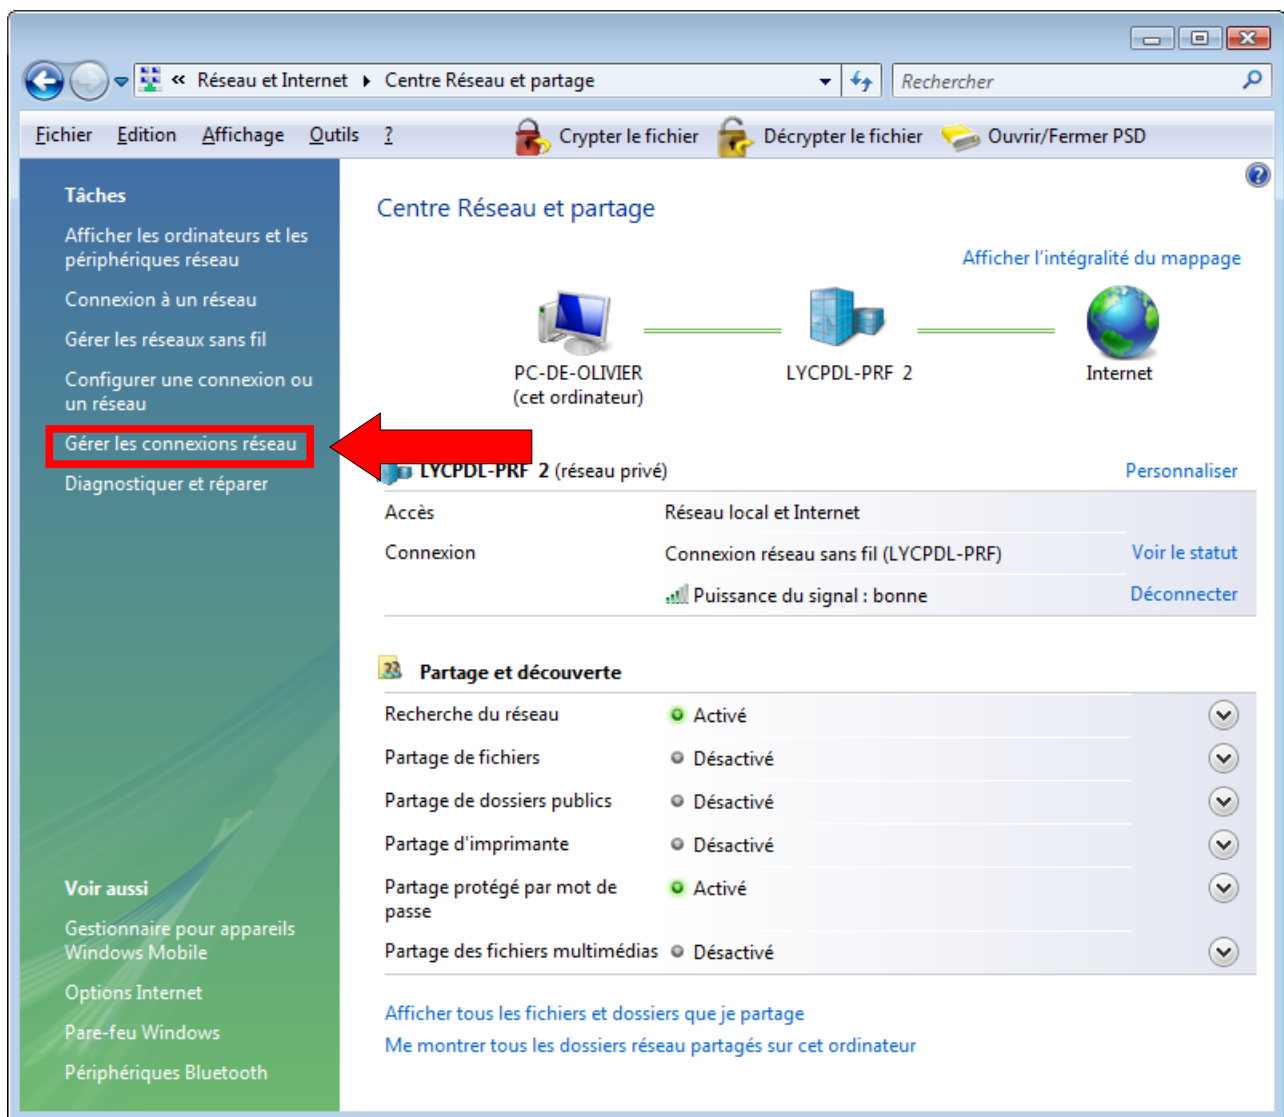 « Réseau et Internet ▸ Centre Réseau et partage Rechercher
Fichier Edition Affichage Outils ? Crypter le fichier Décrypter le fichier Ouvrir/Fermer PSD
Tâches
Afficher les ordinateurs et les
périphériques réseau
Connexion à un réseau
Gérer les réseaux sans fil
Configurer une connexion ou
un réseau
Gérer les connexions réseau
Diagnostiquer et réparer
Voir aussi
Gestionnaire pour appareils
Windows Mobile
Options Internet
Pare-feu Windows
Périphériques Bluetooth
Centre Réseau et partage
Afficher l'intégralité du mappage
PC-DE-OLIVIER LYCPDL-PRF 2 Internet
(cet ordinateur)
LYCPDL-PRF 2 (réseau privé) Personnaliser
Accès Réseau local et Internet
Connexion Connexion réseau sans fil (LYCPDL-PRF) Voir le statut
Puissance du signal : bonne Déconnecter
Partage et découverte
Recherche du réseau Activé
Partage de fichiers Désactivé
Partage de dossiers publics Désactivé
Partage d'imprimante Désactivé
Partage protégé par mot de Activé
passe
Partage des fichiers multimédias Désactivé
Afficher tous les fichiers et dossiers que je partage
Me montrer tous les dossiers réseau partagés sur cet ordinateur